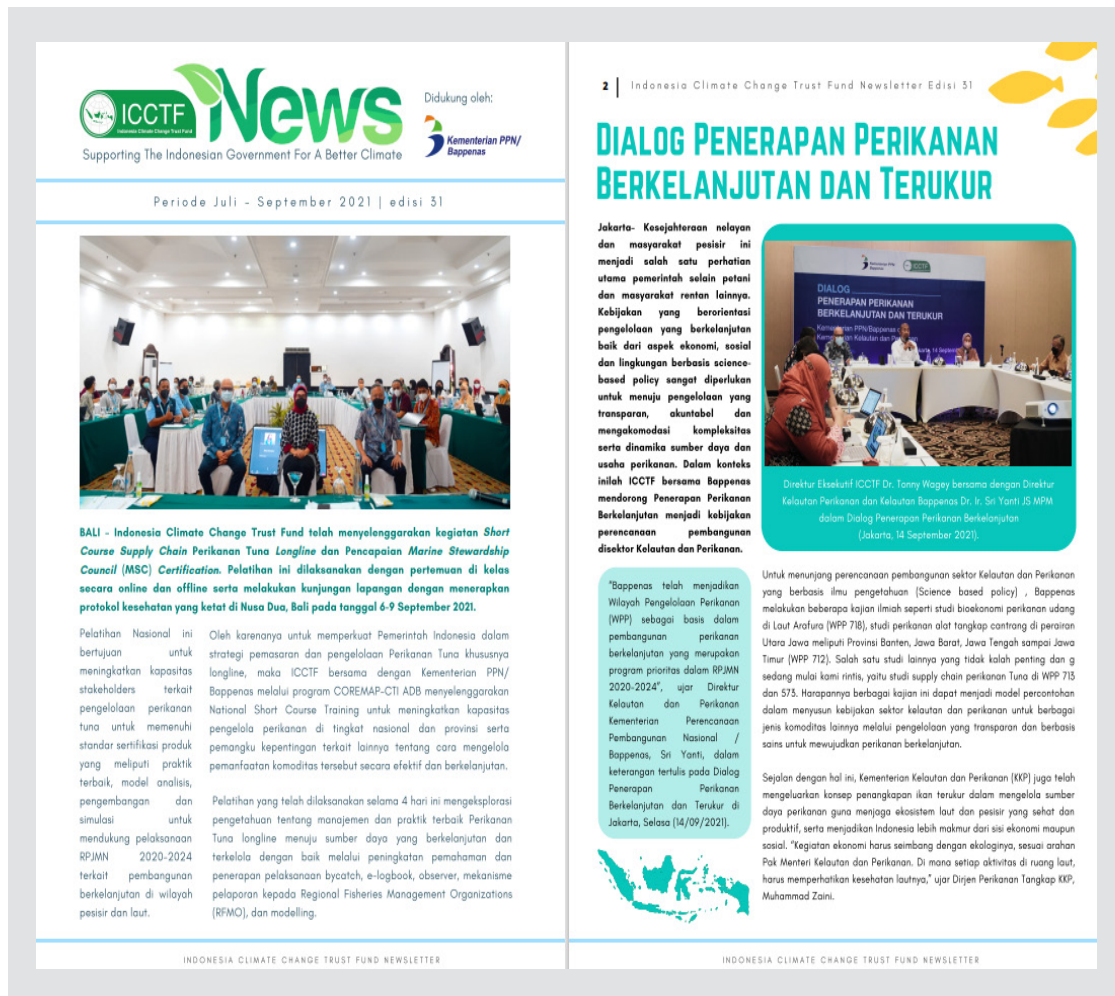 ICCTF
Indonesia Climate Change Trust Fund
News
Supporting The Indonesian Government For A Better Climate
Didukung oleh:
Kementerian PPN/
Bappenas
Periode Juli - September 2021 | edisi 31
BALI - Indonesia Climate Change Trust Fund telah menyelenggarakan kegiatan Short
Course Supply Chain Perikanan Tuna Longline dan Pencapaian Marine Stewardship
Council (MSC) Certification. Pelatihan ini dilaksanakan dengan pertemuan di kelas
secara online dan offline serta melakukan kunjungan lapangan dengan menerapkan
protokol kesehatan yang ketat di Nusa Dua, Bali pada tanggal 6-9 September 2021.
Pelatihan Nasional ini
bertujuan untuk
meningkatkan kapasitas
stakeholders terkait
pengelolaan perikanan
tuna untuk memenuhi
standar sertifikasi produk
yang meliputi praktik
terbaik, model analisis,
pengembangan dan
simulasi untuk
mendukung pelaksanaan
RPJMN 2020-2024
terkait pembangunan
berkelanjutan di wilayah
pesisir dan laut.
Oleh karenanya untuk memperkuat Pemerintah Indonesia dalam
strategi pemasaran dan pengelolaan Perikanan Tuna khususnya
longline, maka ICCTF bersama dengan Kementerian PPN/
Bappenas melalui program COREMAP-CTI ADB menyelenggarakan
National Short Course Training untuk meningkatkan kapasitas
pengelola perikanan di tingkat nasional dan provinsi serta
pemangku kepentingan terkait lainnya tentang cara mengelola
pemanfaatan komoditas tersebut secara efektif dan berkelanjutan.
Pelatihan yang telah dilaksanakan selama 4 hari ini mengeksplorasi
pengetahuan tentang manajemen dan praktik terbaik Perikanan
Tuna longline menuju sumber daya yang berkelanjutan dan
terkelola dengan baik melalui peningkatan pemahaman dan
penerapan pelaksanaan bycatch, e-logbook, observer, mekanisme
pelaporan kepada Regional Fisheries Management Organizations
(RFMO), dan modelling.
INDONESIA CLIMATE CHANGE TRUST FUND NEWSLETTER
2 | Indonesia Climate Change Trust Fund Newsletter Edisi 31
DIALOG PENERAPAN PERIKANAN
BERKELANJUTAN DAN TERUKUR
Jakarta- Kesejahteraan nelayan
dan masyarakat pesisir ini
menjadi salah satu perhatian
utama pemerintah selain petani
dan masyarakat rentan lainnya.
Kebijakan yang berorientasi
pengelolaan yang berkelanjutan
baik dari aspek ekonomi, sosial
dan lingkungan berbasis science-
based policy sangat diperlukan
untuk menuju pengelolaan yang
transparan, akuntabel dan
mengakomodasi kompleksitas
serta dinamika sumber daya dan
usaha perikanan. Dalam konteks
inilah ICCTF bersama Bappenas
mendorong Penerapan Perikanan
Berkelanjutan menjadi kebijakan
perencanaan pembangunan
disektor Kelautan dan Perikanan.
Kementerian PPN/
Bappenas
ICCTF
DIALOG
PENERAPAN PERIKANAN
BERKELANJUTAN DAN TERUKUR
Kementerian PPN/Bappenas
Kementerian Kelautan dan
14 September
Direktur Eksekutif ICCTF Dr. Tonny Wagey bersama dengan Direktur
Kelautan Perikanan dan Kelautan Bappenas Dr. Ir. Sri Yanti JS MPM
dalam Dialog Penerapan Perikanan Berkelanjutan
(Jakarta, 14 September 2021).
"Bappenas telah menjadikan
Wilayah Pengelolaan Perikanan
(WPP) sebagai basis dalam
pembangunan perikanan
berkelanjutan yang merupakan
program prioritas dalam RPJMN
2020-2024", ujar Direktur
Kelautan dan Perikanan
Kementerian Perencanaan
Pembangunan Nasional /
Bappenas, Sri Yanti, dalam
keterangan tertulis pada Dialog
Penerapan Perikanan
Berkelanjutan dan Terukur di
Jakarta, Selasa (14/09/2021).
Untuk menunjang perencanaan pembangunan sektor Kelautan dan Perikanan
yang berbasis ilmu pengetahuan (Science based policy) , Bappenas
melakukan beberapa kajian ilmiah seperti studi bioekonomi perikanan udang
di Laut Arafura (WPP 718), studi perikanan alat tangkap cantrang di perairan
Utara Jawa meliputi Provinsi Banten, Jawa Barat, Jawa Tengah sampai Jawa
Timur (WPP 712). Salah satu studi lainnya yang tidak kalah penting dan g
sedang mulai kami rintis, yaitu studi supply chain perikanan Tuna di WPP 713
dan 573. Harapannya berbagai kajian ini dapat menjadi model percontohan
dalam menyusun kebijakan sektor kelautan dan perikanan untuk berbagai
jenis komoditas lainnya melalui pengelolaan yang transparan dan berbasis
sains untuk mewujudkan perikanan berkelanjutan.
Sejalan dengan hal ini, Kementerian Kelautan dan Perikanan (KKP) juga telah
mengeluarkan konsep penangkapan ikan terukur dalam mengelola sumber
daya perikanan guna menjaga ekosistem laut dan pesisir yang sehat dan
produktif, serta menjadikan Indonesia lebih makmur dari sisi ekonomi maupun
sosial. "Kegiatan ekonomi harus seimbang dengan ekologinya, sesuai arahan
Pak Menteri Kelautan dan Perikanan. Di mana setiap aktivitas di ruang laut,
harus memperhatikan kesehatan lautnya," ujar Dirjen Perikanan Tangkap KKP,
Muhammad Zaini.
INDONESIA CLIMATE CHANGE TRUST FUND NEWSLETTER